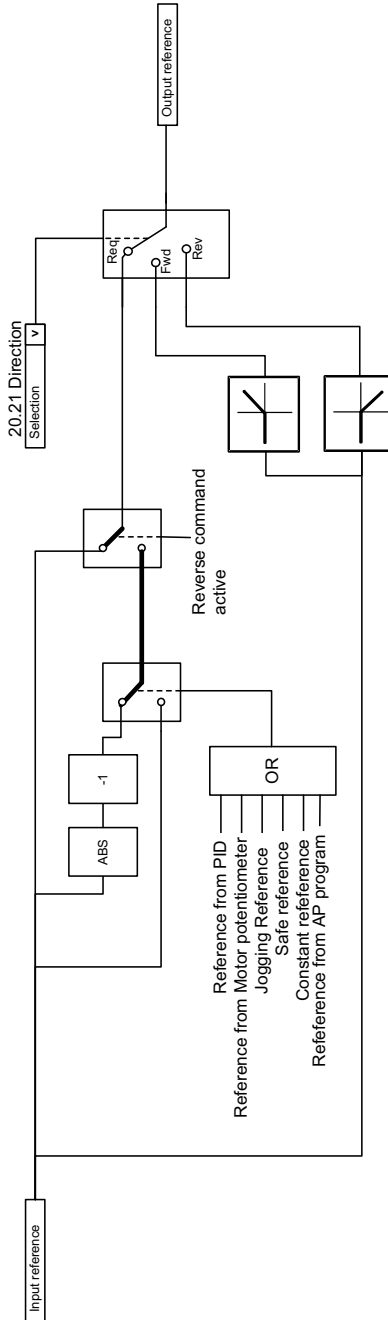 Input reference
ABS
-1
Reference from PID
Reference from Motor potentiometer
Jogging Reference
Safe reference
Constant reference
Refeference from AP program
OR
Reverse command
active
20.21 Direction
Selection
v
Req
Fwd
Rev
Output reference